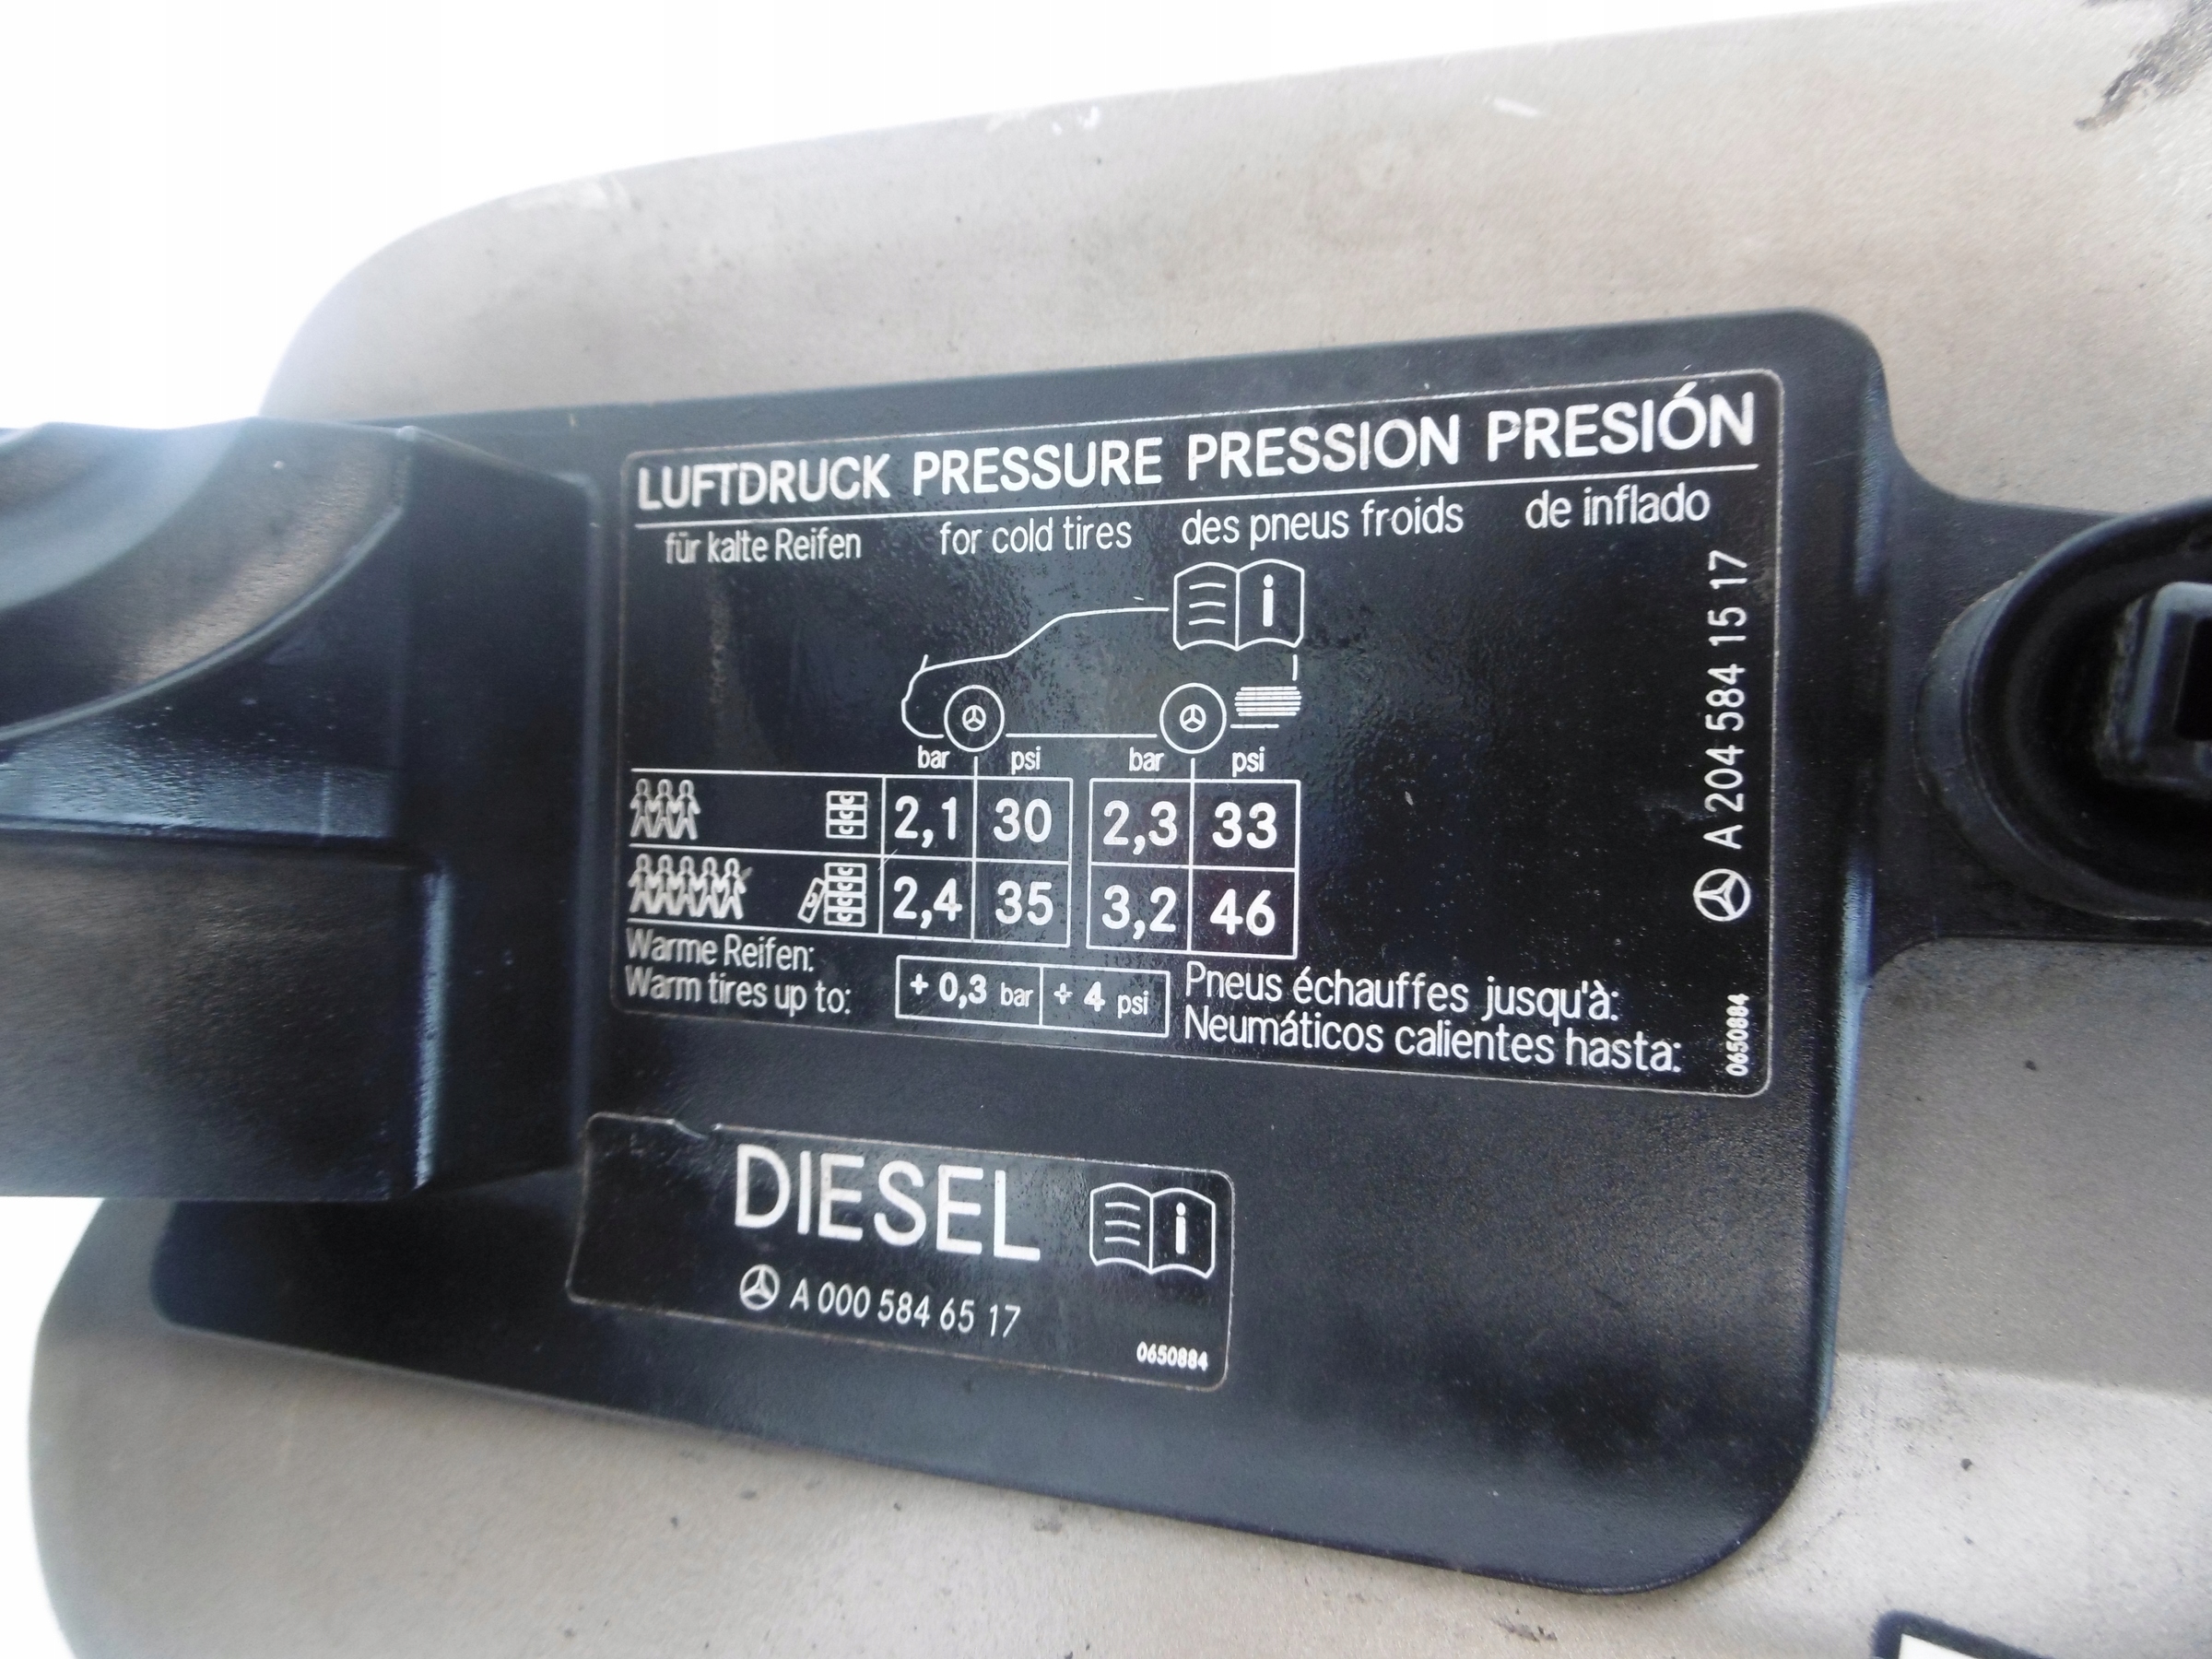 LUFTDRUCK PRESSURE PRESSION PRESIÓN
für kalte Reifen for cold tires des pneus froids de inflado
i
bar psi bar psi
2,1 30 2,3 33
2,4 35 3,2 46
Warme Reifen:
Warm tires up to:
+ 0,3 bar + 4 psi
Pneus échauffes jusqu'à:
Neumáticos calientes hasta:
A 204 584 15 17
0650884
DIESEL i
A 000 584 65 17
0650884